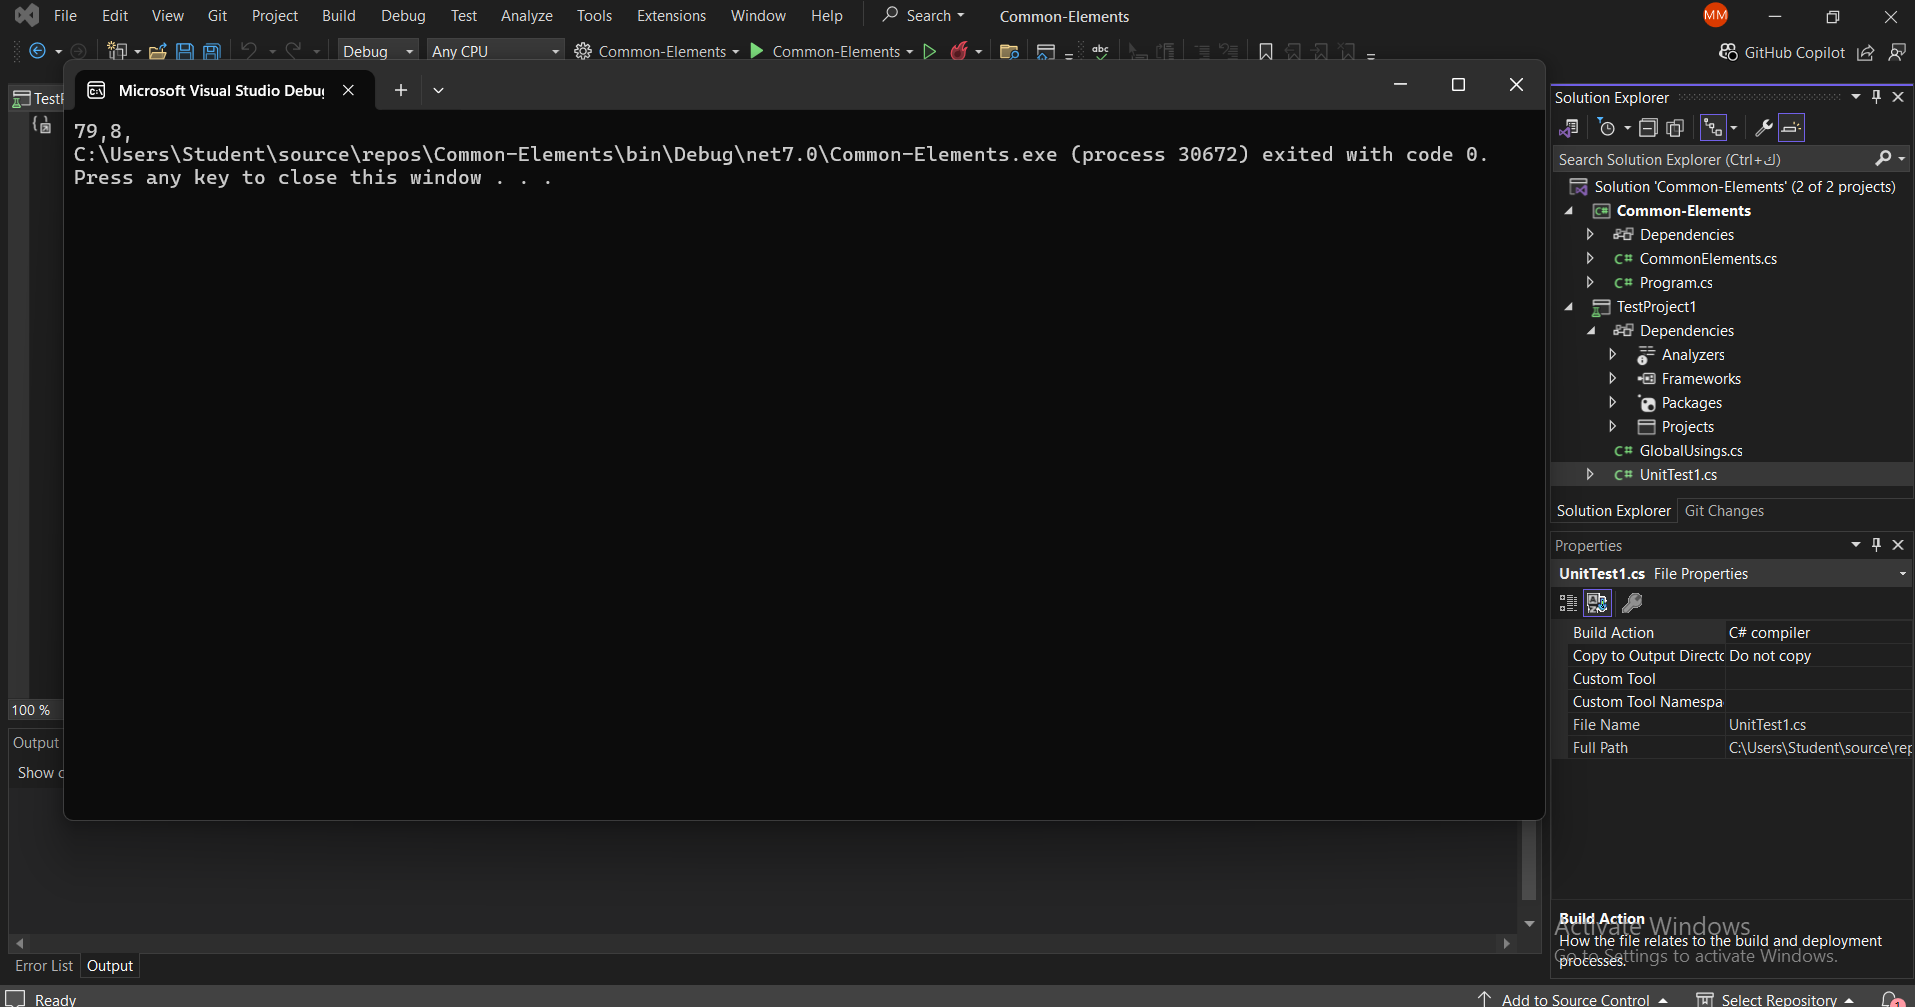 File Edit View Git Project Build Debug Test Analyze Tools Extensions Window Help Search Common-Elements MM
Debug Any CPU Common-Elements Common-Elements abc GitHub Copilot
Microsoft Visual Studio
79,8,
C:\Users\Student\source\repos\Common-Elements\bin\Debug\net7.0\Common-Elements.exe (process 30672) exited with code 0.
Press any key to close this window . . .
100 %
Output
Show
Error List Output
Ready
Solution Explorer
Search Solution Explorer (Ctrl+ك)
Solution 'Common-Elements' (2 of 2 projects)
C# Common-Elements
Dependencies
C# CommonElements.cs
C# Program.cs
TestProject1
Dependencies
Analyzers
Frameworks
Packages
Projects
C# GlobalUsings.cs
C# UnitTest1.cs
Solution Explorer Git Changes
Properties
UnitTest1.cs File Properties
Build Action C# compiler
Copy to Output Directc Do not copy
Custom Tool
Custom Tool Namespa
File Name UnitTest1.cs
Full Path C:\Users\Student\source\rep
Build Action
How the file relates to the build and deployment
processes.
Activate Windows
Go to Settings to activate Windows.
Add to Source Control Select Repository 1